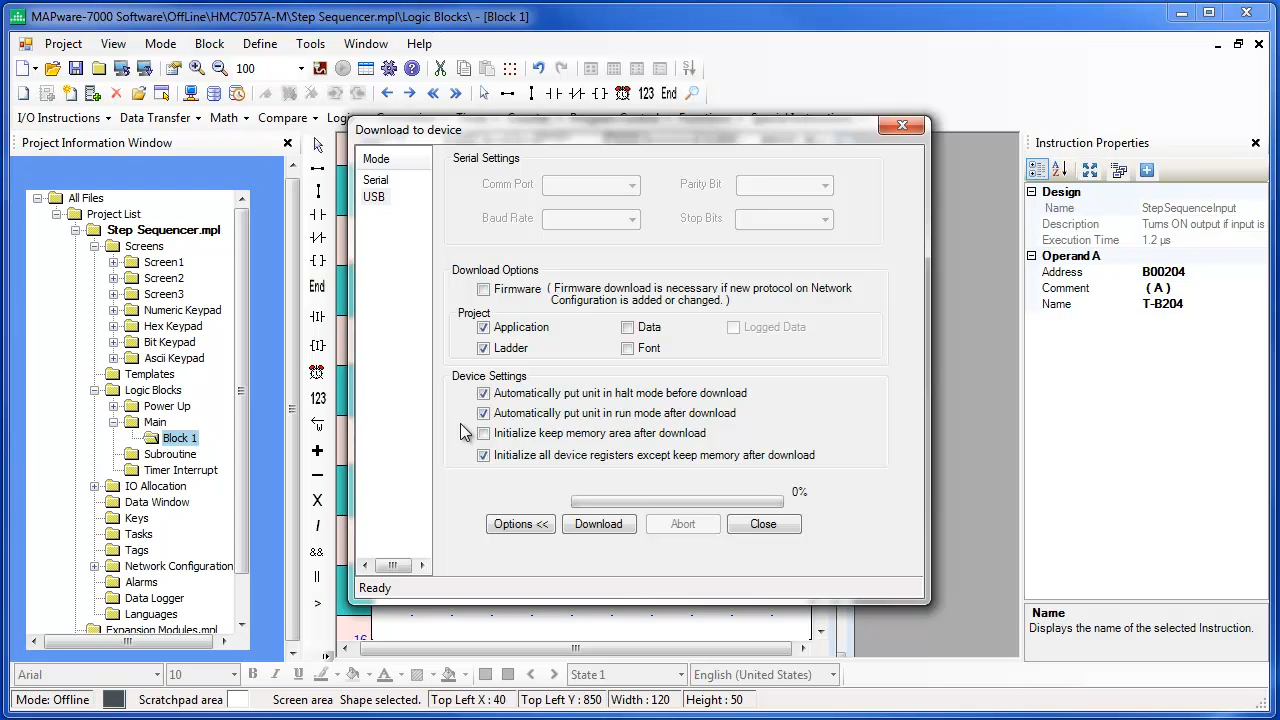 MAPware-7000 Software\OffLine\HMC7057A-M\Step Sequencer.mpl\Logic Blocks\ - [Block 1]
Project View Mode Block Define Tools Window Help
100
123 End
I/O Instructions Data Transfer Math Compare
Project Information Window
Instruction Properties
All Files
Project List
Step Sequencer.mpl
Screens
Screen1
Screen2
Screen3
Numeric Keypad
Hex Keypad
Bit Keypad
Ascii Keypad
Templates
Logic Blocks
Power Up
Main
Block 1
Subroutine
Timer Interrupt
IO Allocation
Data Window
Keys
Tasks
Tags
Network Configuration
Alarms
Data Logger
Languages
Expansion Modules.mpl
End
123
Download to device
Mode
Serial
USB
Serial Settings
Comm Port Parity Bit
Baud Rate Stop Bits
Download Options
Firmware ( Firmware download is necessary if new protocol on Network
Configuration is added or changed. )
Project
Application Data Logged Data
Ladder Font
Device Settings
Automatically put unit in halt mode before download
Automatically put unit in run mode after download
Initialize keep memory area after download
Initialize all device registers except keep memory after download
0%
Options << Download Abort Close
Ready
16
Design
Name StepSequenceInput
Description Turns ON output if input is
Execution Time 1.2 µs
Operand A
Address B00204
Comment ( A )
Name T-B204
Name
Displays the name of the selected Instruction.
Arial 10 B I U A State 1 English (United States)
Mode: Offline Scratchpad area Screen area Shape selected. Top Left X : 40 Top Left Y : 850 Width : 120 Height : 50